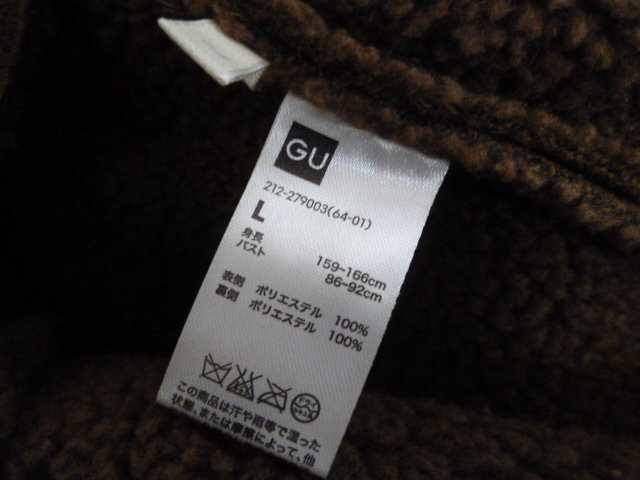 GU
212-279003(64-01)
L
身長 159~166cm
バスト 86-92cm
表側 ポリエステル 100%
裏側 ポリエステル 100%
この商品は汗や雨等で湿った
状態、または摩擦によって、他